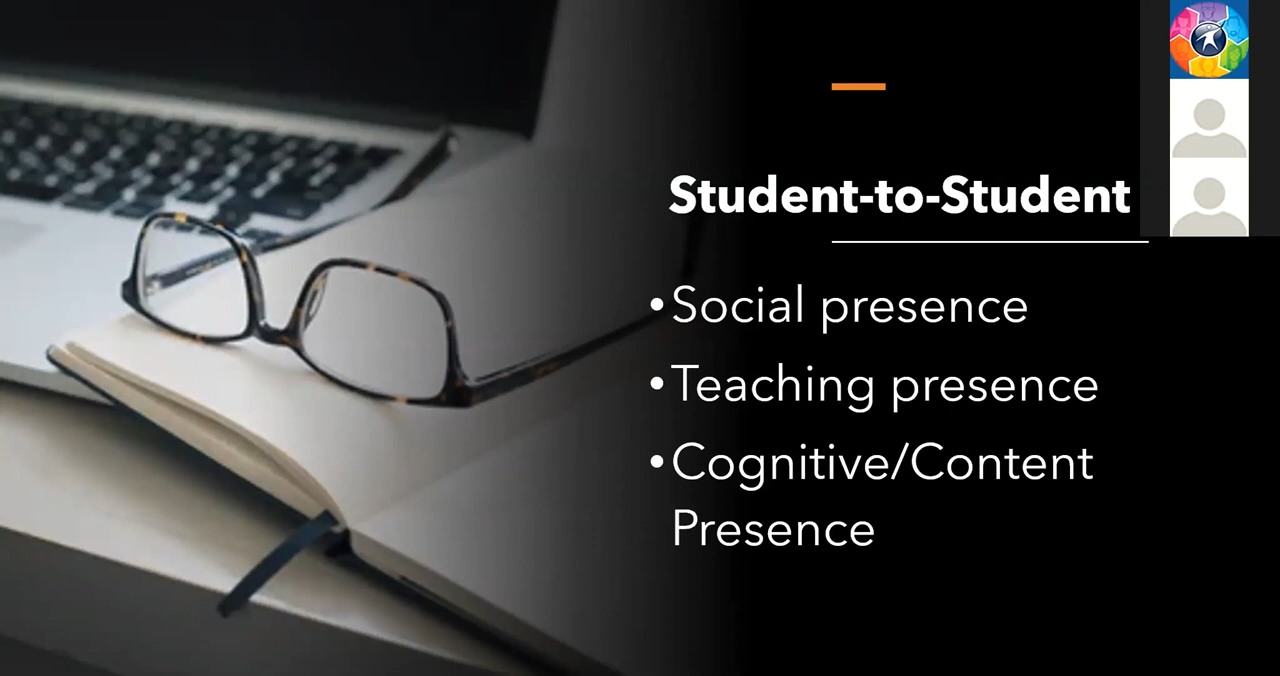 Student-to-Student
•Social presence
•Teaching presence
•Cognitive/Content
Presence